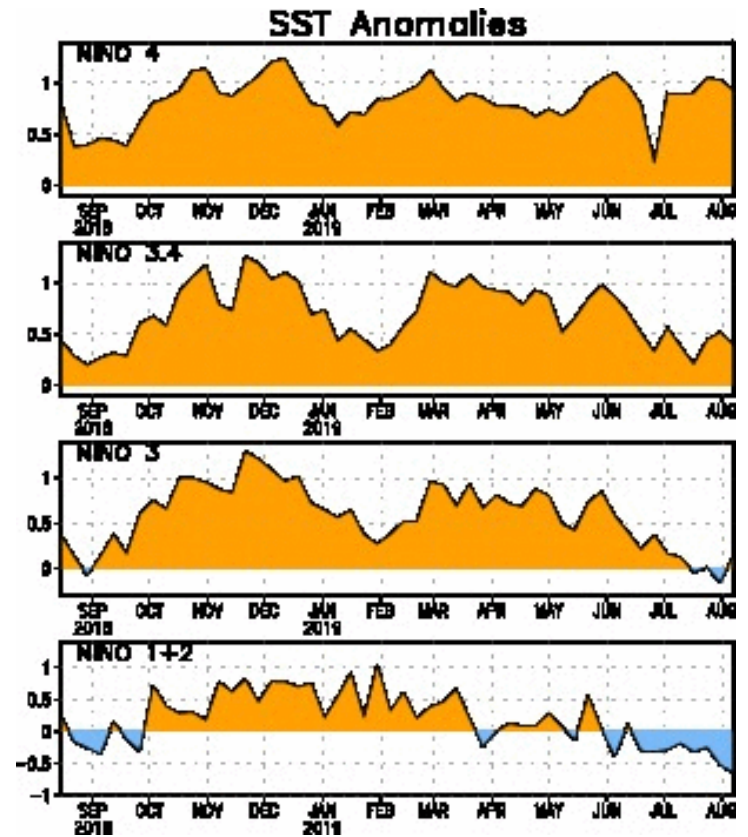 SST Anomalies
NINO 4
1
0.5
0
SEP OCT NOV DEC JAN FEB MAR APR MAY JUN JUL AUG
2018 2019
NINO 3.4
1
0.5
0
SEP OCT NOV DEC JAN FEB MAR APR MAY JUN JUL AUG
2018 2019
NINO 3
1
0.5
0
SEP OCT NOV DEC JAN FEB MAR APR MAY JUN JUL AUG
2018 2019
NINO 1+2
1
0.5
0
-0.5
-1
SEP OCT NOV DEC JAN FEB MAR APR MAY JUN JUL AUG
2018 2019